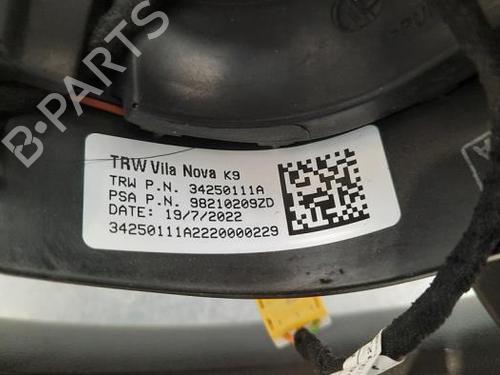 B-PARTS
TRW Vila Nova K9
TRW P.N. 34250111A
PSA P.N. 98210209ZD
DATE: 19/7/2022
34250111A2220000229